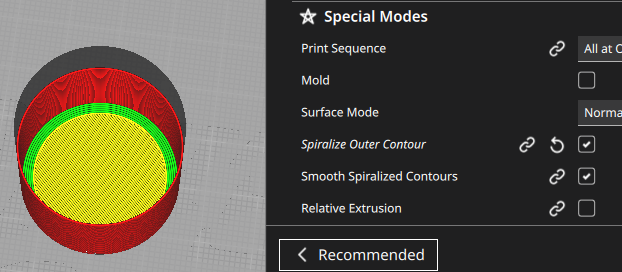 Special Modes
Print Sequence
All at
Mold
Surface Mode
Norma
Spiralize Outer Contour
Smooth Spiralized Contours
Relative Extrusion
Recommended